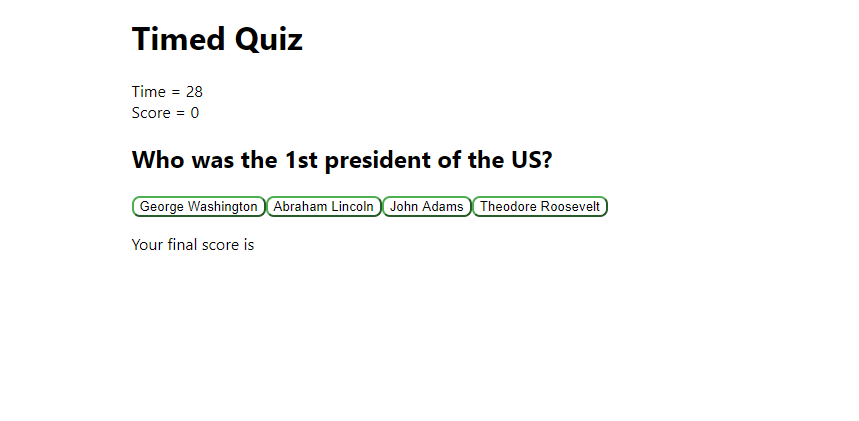 Timed Quiz
Time = 28
Score = 0
Who was the 1st president of the US?
George Washington Abraham Lincoln John Adams Theodore Roosevelt
Your final score is